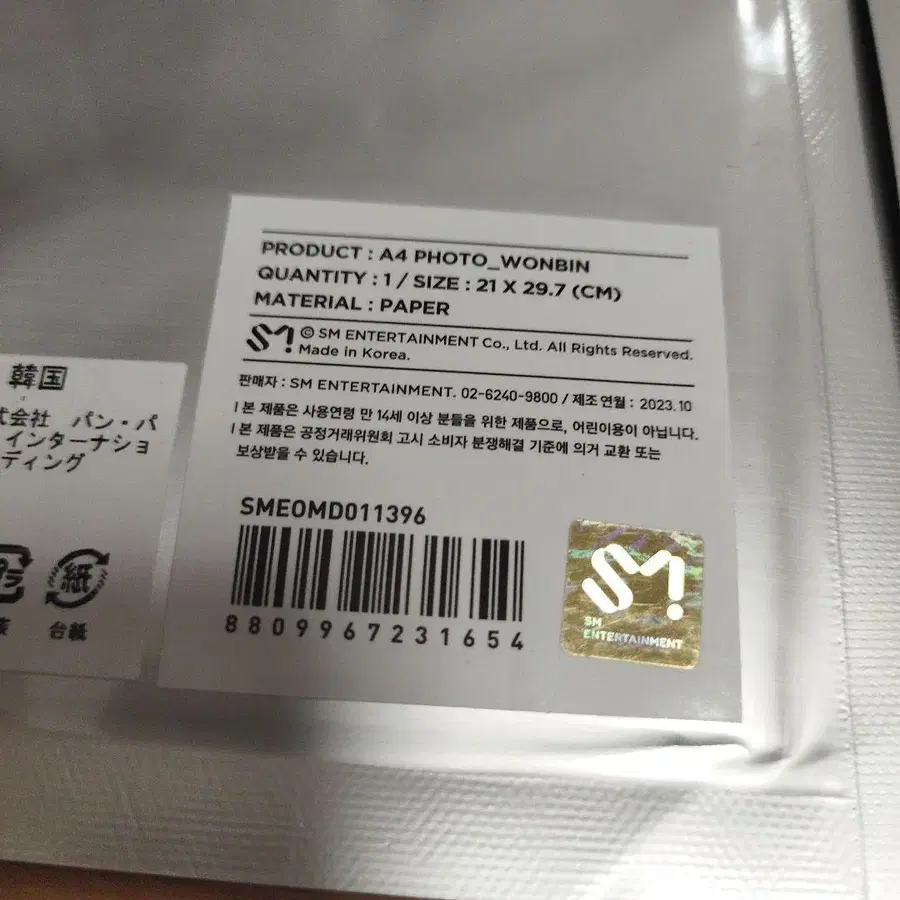 PRODUCT : A4 PHOTO_WONBIN
QUANTITY : 1 / SIZE : 21 X 29.7 (CM)
MATERIAL : PAPER
SM! © SM ENTERTAINMENT Co., Ltd. All Rights Reserved.
Made in Korea.
판매자 : SM ENTERTAINMENT. 02-6240-9800 / 제조연월 : 2023.10
l 본 제품은 사용연령 만 14세 이상 분들을 위한 제품으로, 어린이용이 아닙니다.
l 본 제품은 공정거래위원회 고시 소비자 분쟁해결 기준에 의거 교환 또는
보상받을 수 있습니다.
SMEOMD011396
8809967231654
SM!
SM
ENTERTAINMENT
韓国
式会社 パン・パ
インターナショ
ディング
紙
台紙